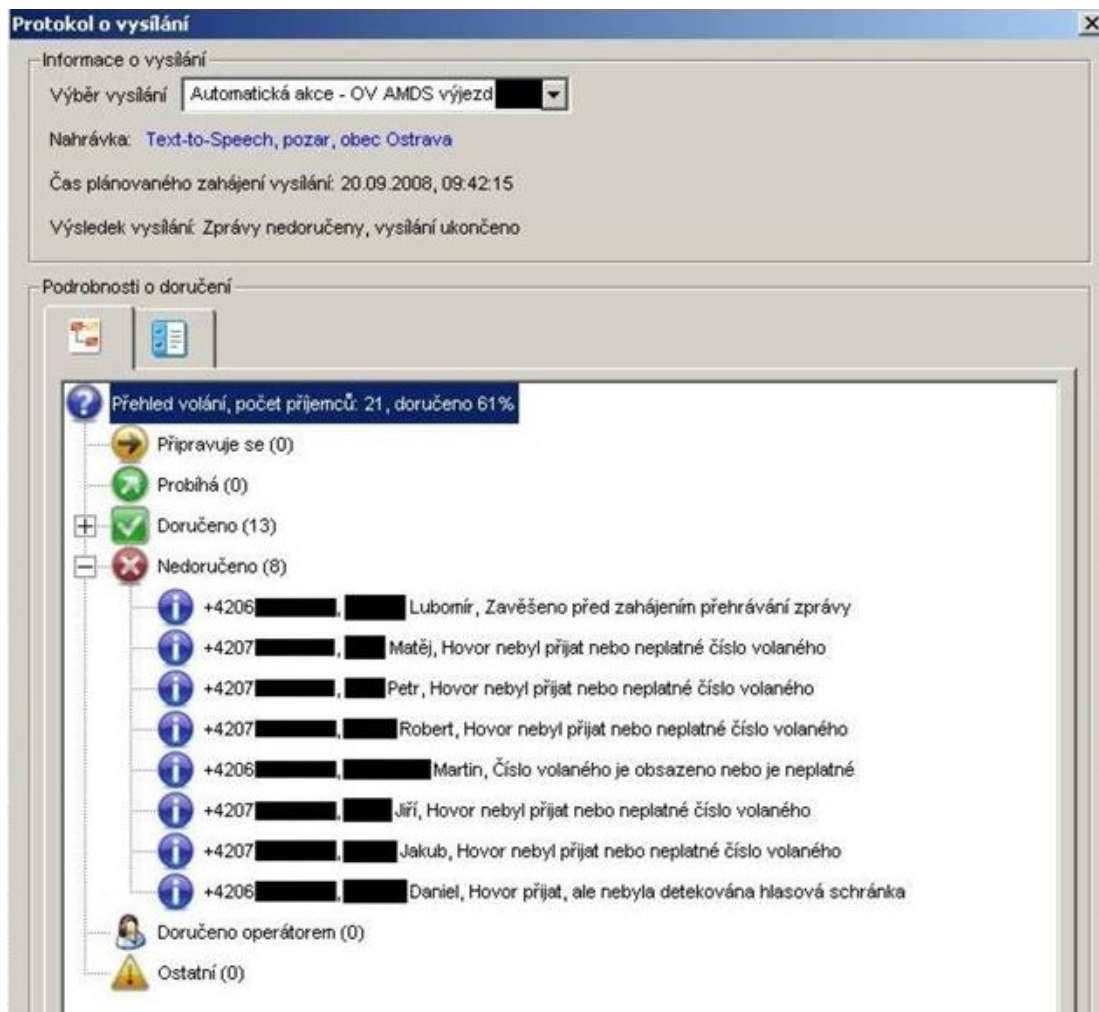 Protokol o vysílání
Informace o vysílání
Výběr vysílání Automatická akce - OV AMDS výjezd
Nahrávka: Text-to-Speech, pozar, obec Ostrava
Čas plánovaného zahájení vysílání: 20.09.2008, 09:42:15
Výsledek vysílání: Zprávy nedoručeny, vysílání ukončeno
Podrobnosti o doručení
Přehled volání, počet příjemců: 21, doručeno 61%
Připravuje se (0)
Probíhá (0)
Doručeno (13)
Nedoručeno (8)
+4206 , Lubomír, Zavěšeno před zahájením přehrávání zprávy
+4207 , Matěj, Hovor nebyl přijat nebo neplatné číslo volaného
+4207 , Petr, Hovor nebyl přijat nebo neplatné číslo volaného
+4207 , Robert, Hovor nebyl přijat nebo neplatné číslo volaného
+4206 , Martin, Číslo volaného je obsazeno nebo je neplatné
+4207 , Jiří, Hovor nebyl přijat nebo neplatné číslo volaného
+4207 , Jakub, Hovor nebyl přijat nebo neplatné číslo volaného
+4206 , Daniel, Hovor přijat, ale nebyla detekována hlasová schránka
Doručeno operátorem (0)
Ostatní (0)